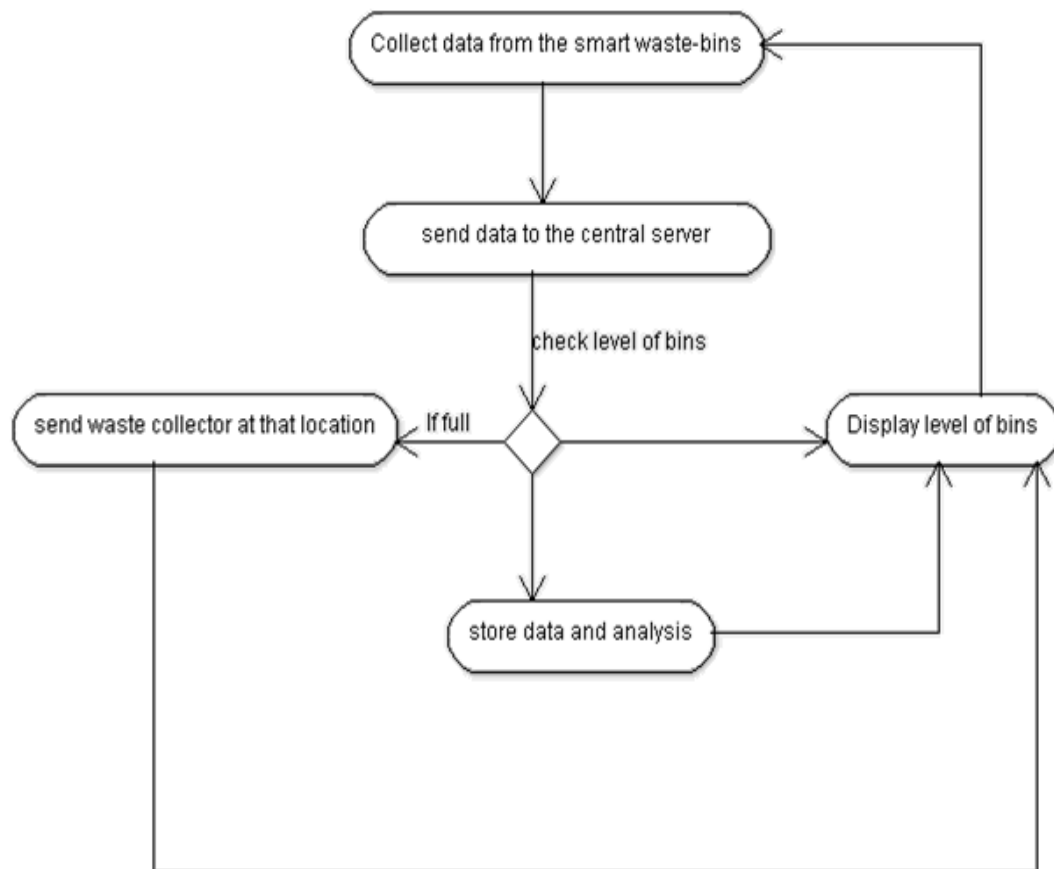 Collect data from the smart waste-bins
send data to the central server
check level of bins
send waste collector at that location
If full
Display level of bins
store data and analysis